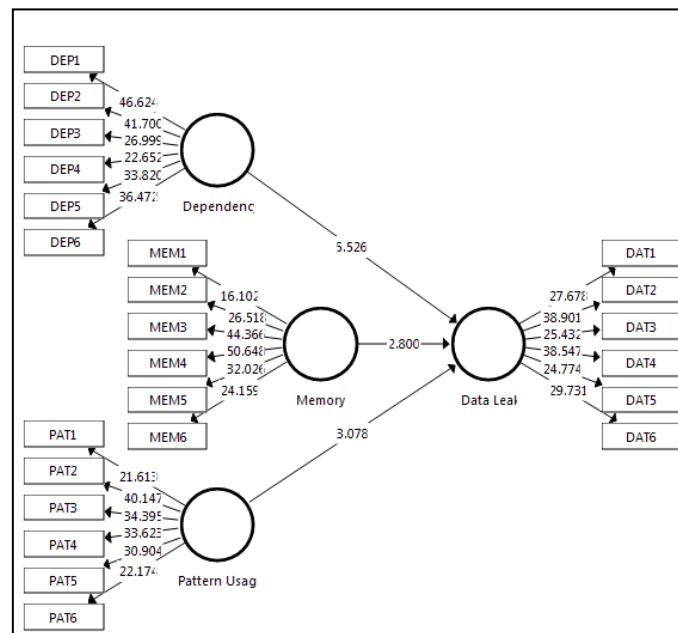 DEP1
DEP2
DEP3
DEP4
DEP5
DEP6
46.624
41.700
26.999
22.652
33.820
36.472
Dependenc
MEM1
MEM2
MEM3
MEM4
MEM5
MEM6
16.102
26.518
44.366
50.648
32.026
24.159
Memory
PAT1
PAT2
PAT3
PAT4
PAT5
PAT6
21.613
40.147
34.395
33.623
30.904
22.174
Pattern Usag
2.800
3.078
Data Leak
27.678
38.901
25.432
38.547
24.774
29.731
DAT1
DAT2
DAT3
DAT4
DAT5
DAT6